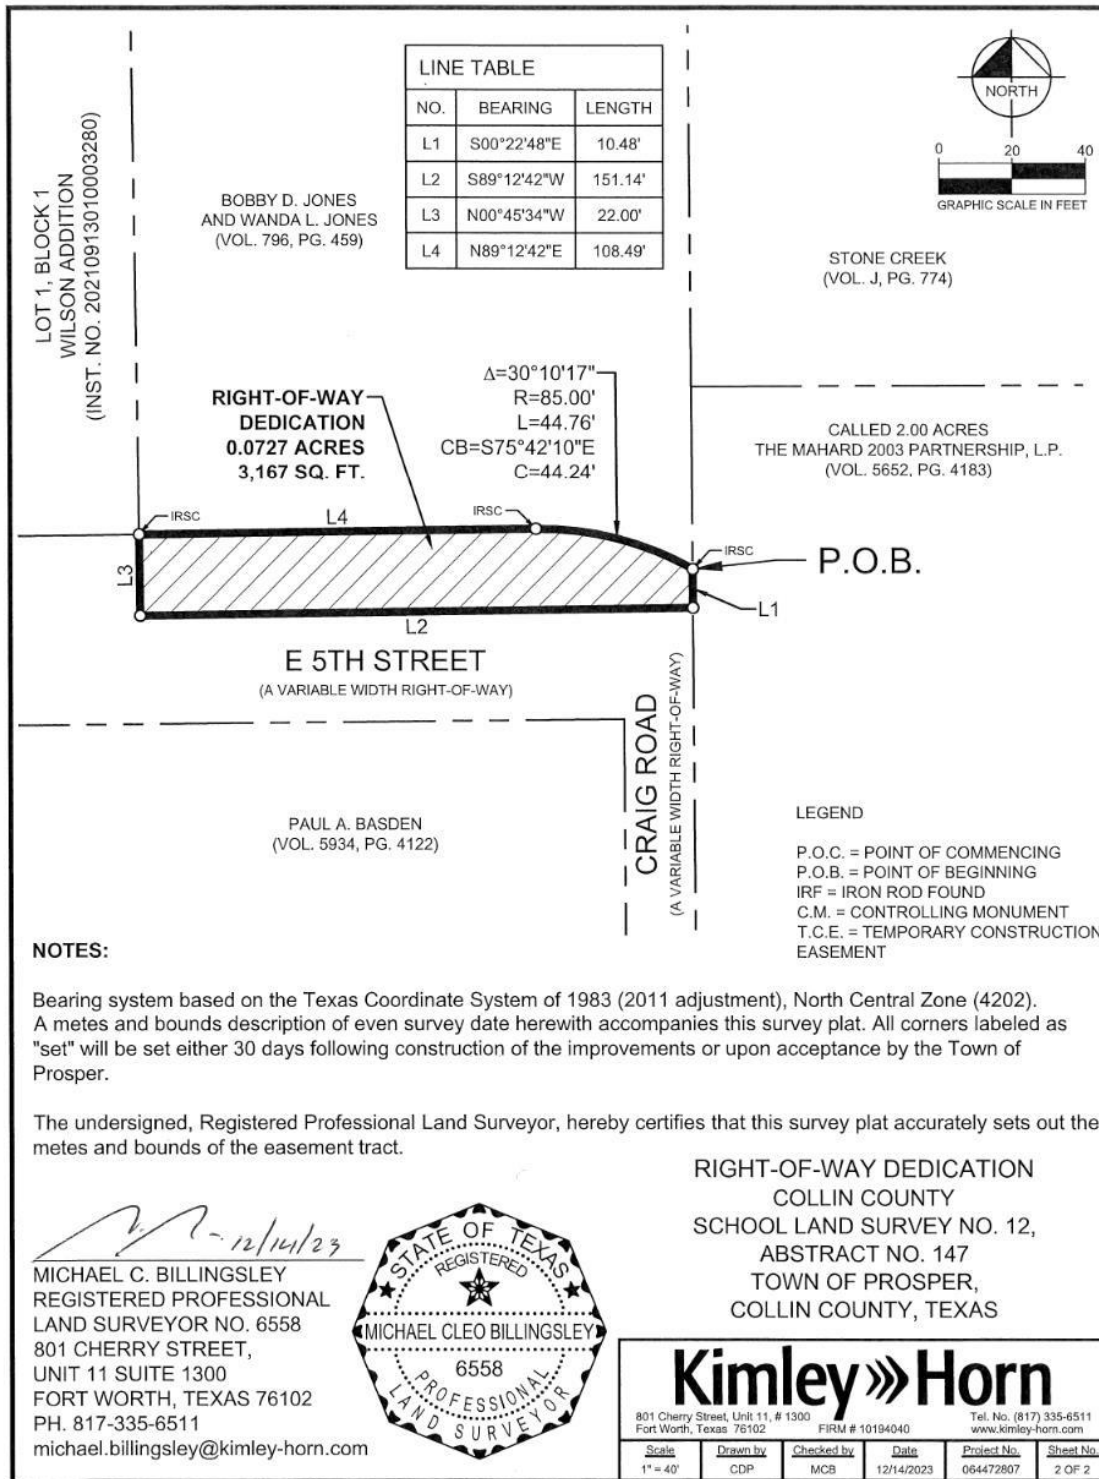 LINE TABLE
NO. BEARING LENGTH
L1 S00°22'48"E 10.48'
L2 S89°12'42"W 151.14'
L3 N00°45'34"W 22.00'
L4 N89°12'42"E 108.49'
NORTH
0 20 40
GRAPHIC SCALE IN FEET
LOT 1, BLOCK 1
WILSON ADDITION
(INST. NO. 20210913010003280)
BOBBY D. JONES
AND WANDA L. JONES
(VOL. 796, PG. 459)
STONE CREEK
(VOL. J, PG. 774)
RIGHT-OF-WAY
DEDICATION
0.0727 ACRES
3,167 SQ. FT.
Δ=30°10'17"
R=85.00'
L=44.76'
CB=S75°42'10"E
C=44.24'
CALLED 2.00 ACRES
THE MAHARD 2003 PARTNERSHIP, L.P.
(VOL. 5652, PG. 4183)
IRSC
L4
IRSC
IRSC
P.O.B.
L3
L1
L2
E 5TH STREET
(A VARIABLE WIDTH RIGHT-OF-WAY)
CRAIG ROAD
(A VARIABLE WIDTH RIGHT-OF-WAY)
PAUL A. BASDEN
(VOL. 5934, PG. 4122)
LEGEND
P.O.C. = POINT OF COMMENCING
P.O.B. = POINT OF BEGINNING
IRF = IRON ROD FOUND
C.M. = CONTROLLING MONUMENT
T.C.E. = TEMPORARY CONSTRUCTION
EASEMENT
NOTES:
Bearing system based on the Texas Coordinate System of 1983 (2011 adjustment), North Central Zone (4202).
A metes and bounds description of even survey date herewith accompanies this survey plat. All corners labeled as
"set" will be set either 30 days following construction of the improvements or upon acceptance by the Town of
Prosper.
The undersigned, Registered Professional Land Surveyor, hereby certifies that this survey plat accurately sets out the
metes and bounds of the easement tract.
- 12/14/23
MICHAEL C. BILLINGSLEY
REGISTERED PROFESSIONAL
LAND SURVEYOR NO. 6558
801 CHERRY STREET,
UNIT 11 SUITE 1300
FORT WORTH, TEXAS 76102
PH. 817-335-6511
michael.billingsley@kimley-horn.com
STATE OF TEXAS
REGISTERED
MICHAEL CLEO BILLINGSLEY
6558
PROFESSIONAL
LAND SURVEYOR
RIGHT-OF-WAY DEDICATION
COLLIN COUNTY
SCHOOL LAND SURVEY NO. 12,
ABSTRACT NO. 147
TOWN OF PROSPER,
COLLIN COUNTY, TEXAS
Kimley»Horn
801 Cherry Street, Unit 11, # 1300 Tel. No. (817) 335-6511
Fort Worth, Texas 76102 FIRM # 10194040 www.kimley-horn.com
Scale Drawn by Checked by Date Project No. Sheet No.
1" = 40' CDP MCB 12/14/2023 064472807 2 OF 2